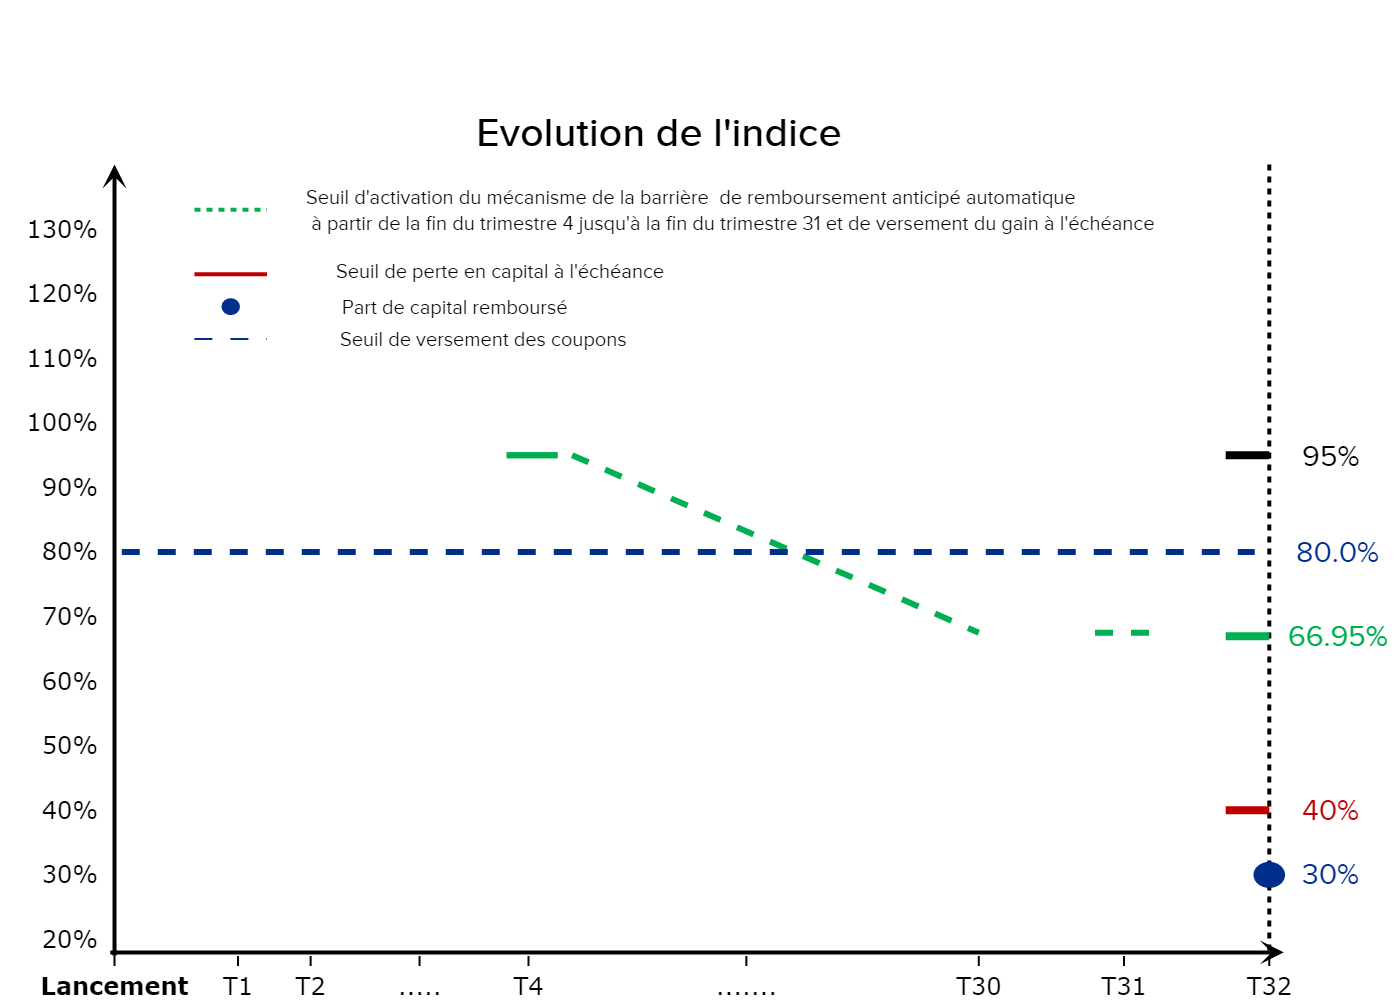 Evolution de l'indice
Seuil d'activation du mécanisme de la barrière de remboursement anticipé automatique
à partir de la fin du trimestre 4 jusqu'à la fin du trimestre 31 et de versement du gain à l'échéance
Seuil de perte en capital à l'échéance
Part de capital remboursé
Seuil de versement des coupons
130%
120%
110%
100%
90%
80%
70%
60%
50%
40%
30%
20%
95%
80.0%
66.95%
40%
30%
Lancement T1 T2 ..... T4 ....... T30 T31 T32